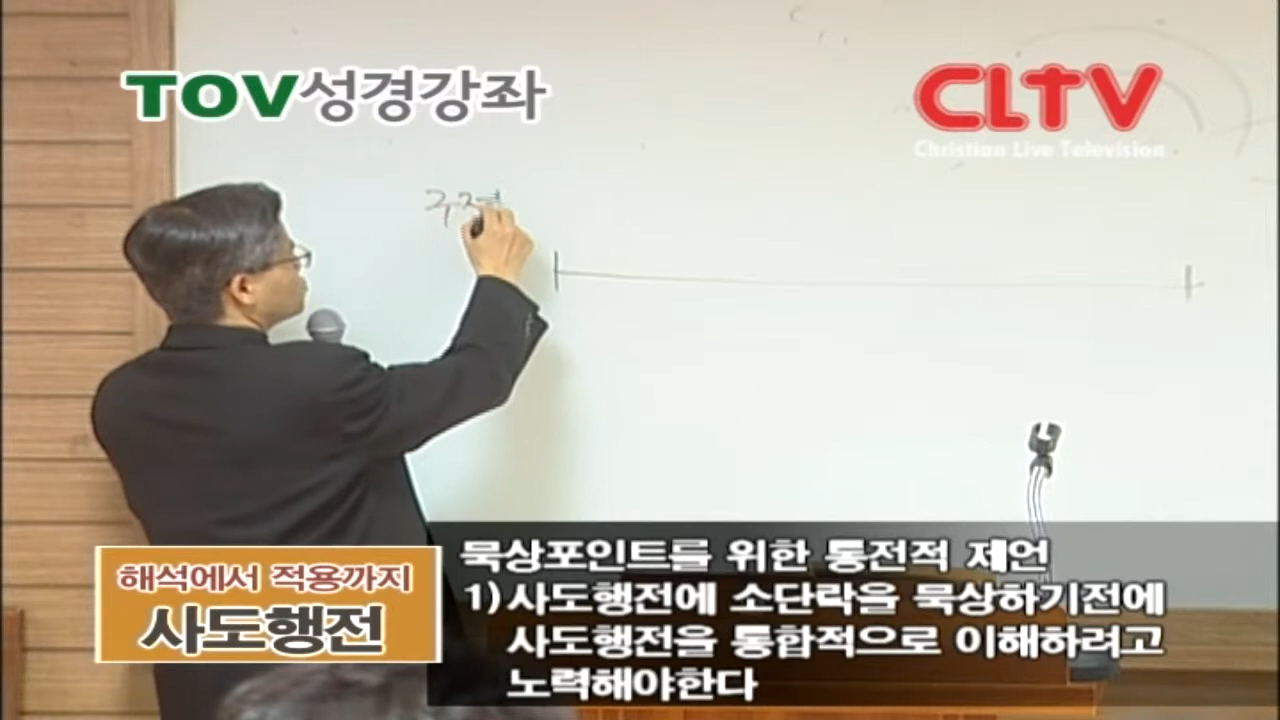 TOV성경강좌
CLTV
Christian Live Television
해석에서 적용까지
사도행전
묵상포인트를 위한 통전적 제언
1) 사도행전에 소단락을 묵상하기전에
사도행전을 통합적으로 이해하려고
노력해야한다